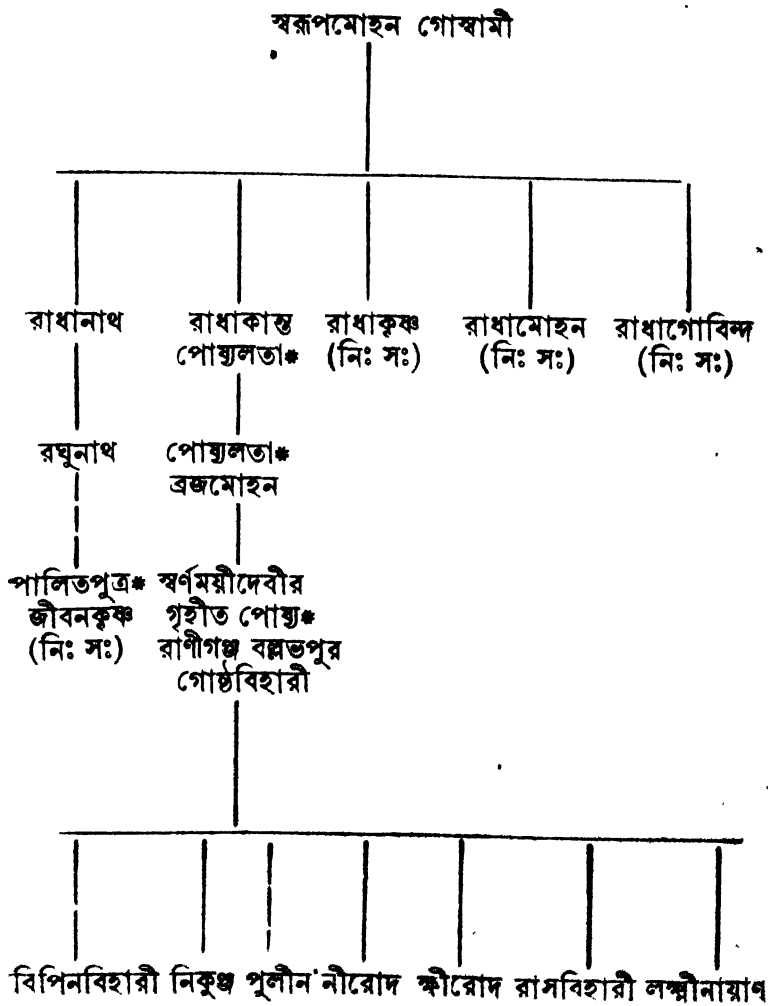 স্বরূপমোহন গোস্বামী
রাধানাথ রাধাকান্ত রাধাকৃষ্ণ রাধামোহন রাধাগোবিন্দ
পোষ্যলতা* (নিঃ সঃ) (নিঃ সঃ) (নিঃ সঃ)
রঘুনাথ পোষ্যলতা*
ব্রজমোহন
পালিতপুত্র* স্বর্ণময়ীদেবীর
জীবনকৃষ্ণ গৃহীত পোষ্য*
(নিঃ সঃ) রাণীগঞ্জ বল্লভপুর
গোষ্ঠবিহারী
বিপিনবিহারী নিকুঞ্জ পুলীন নীরোদ ক্ষীরোদ রাসবিহারী লক্ষ্মীনায়াণ